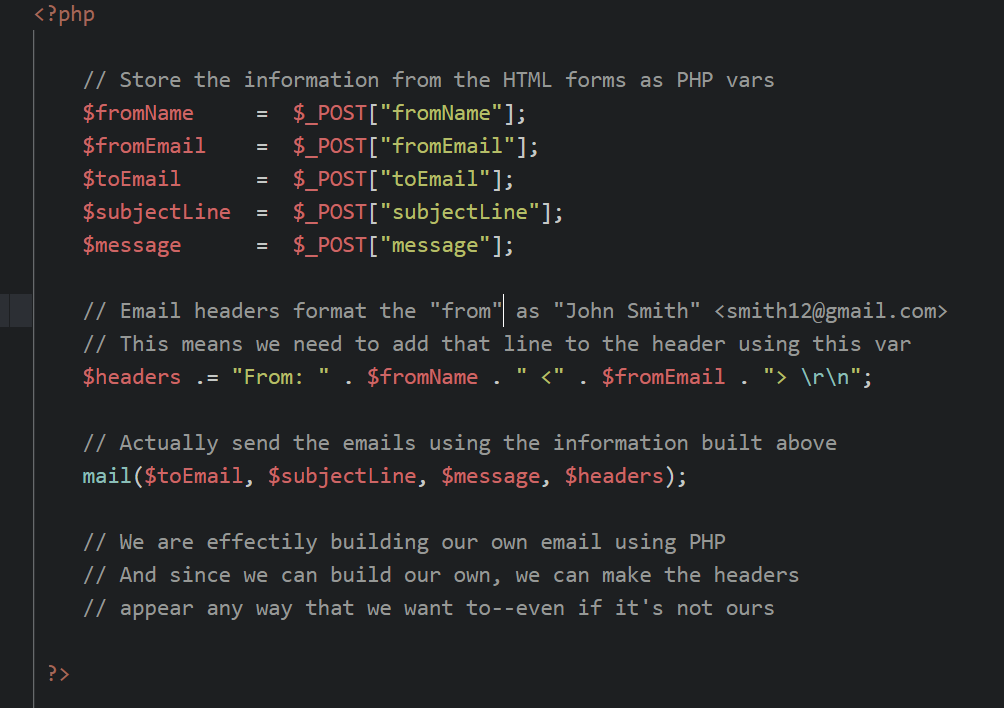 <?php
// Store the information from the HTML forms as PHP vars
$fromName     =  $_POST["fromName"];
$fromEmail    =  $_POST["fromEmail"];
$toEmail      =  $_POST["toEmail"];
$subjectLine  =  $_POST["subjectLine"];
$message      =  $_POST["message"];
// Email headers format the "from" as "John Smith" <smith12@gmail.com>
// This means we need to add that line to the header using this var
$headers .= "From: " . $fromName . " <" . $fromEmail . "> \r\n";
// Actually send the emails using the information built above
mail($toEmail, $subjectLine, $message, $headers);
// We are effectily building our own email using PHP
// And since we can build our own, we can make the headers
// appear any way that we want to--even if it's not ours
?>